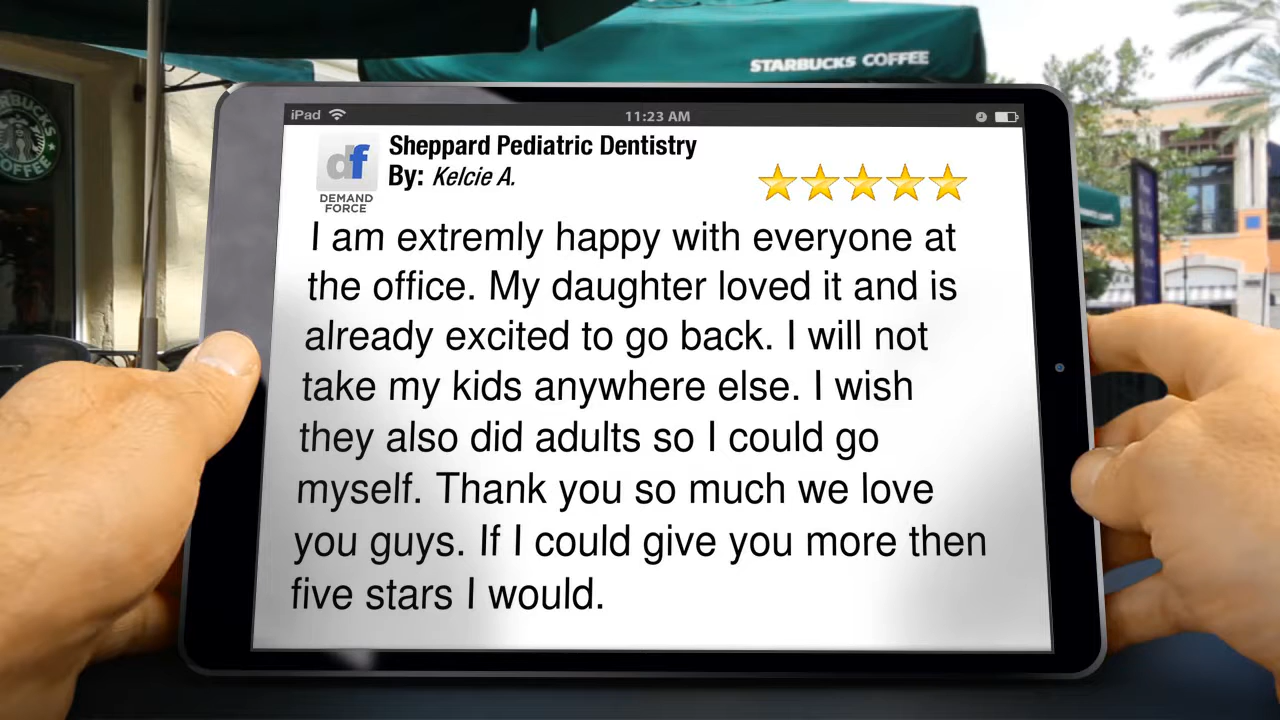 STARBUCKS COFFEE
RBUCKS
OFFEE
iPad
11:23 AM
df
DEMAND
FORCE
Sheppard Pediatric Dentistry
By: Kelcie A.
I am extremly happy with everyone at
the office. My daughter loved it and is
already excited to go back. I will not
take my kids anywhere else. I wish
they also did adults so I could go
myself. Thank you so much we love
you guys. If I could give you more then
five stars I would.